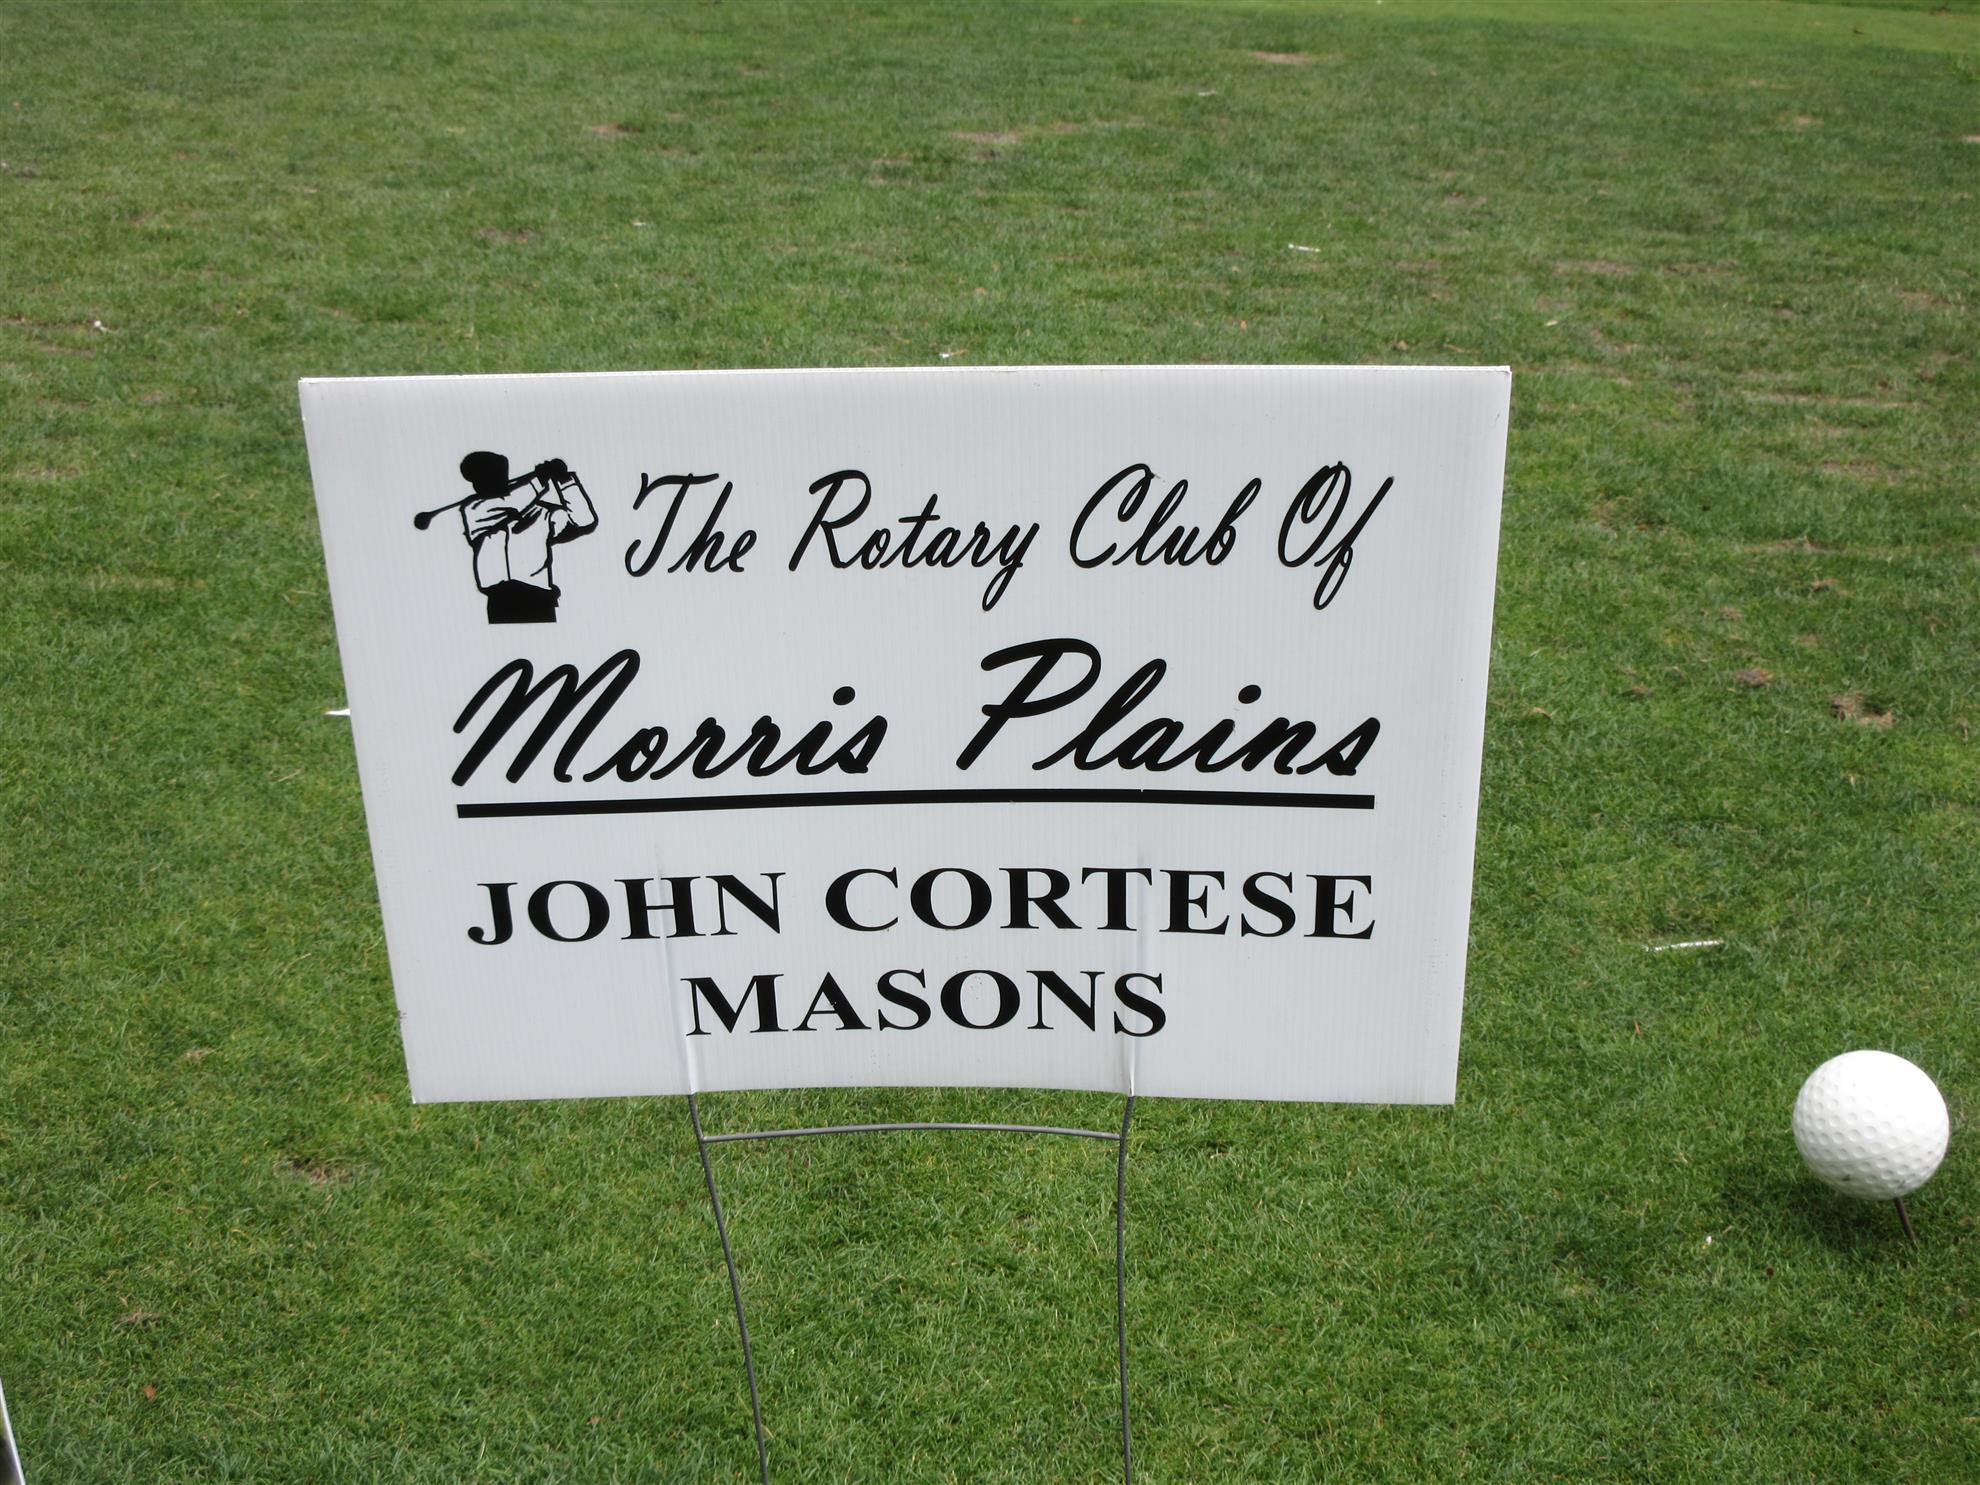 The Rotary Club Of
Morris Plains
JOHN CORTESE
MASONS